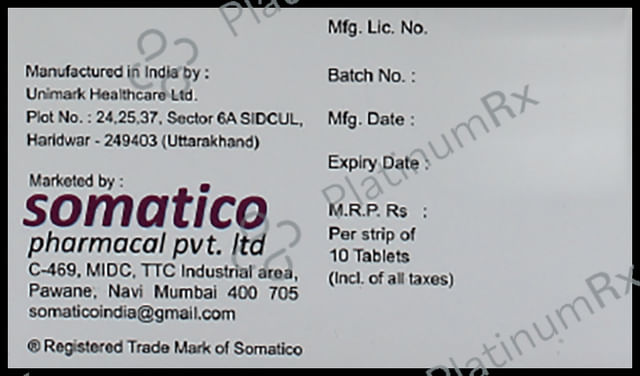 Manufactured in India by :
Unimark Healthcare Ltd.
Plot No. : 24,25,37, Sector 6A SIDCUL,
Haridwar - 249403 (Uttarakhand)
Marketed by :
somatico
pharmacal pvt. ltd
C-469, MIDC, TTC Industrial area,
Pawane, Navi Mumbai 400 705
somaticoindia@gmail.com
® Registered Trade Mark of Somatico
Mfg. Lic. No.
Batch No. :
Mfg. Date :
Expiry Date :
M.R.P. Rs :
Per strip of
10 Tablets
(Incl. of all taxes)
PlatinumRx
PlatinumRx
PlatinumRx